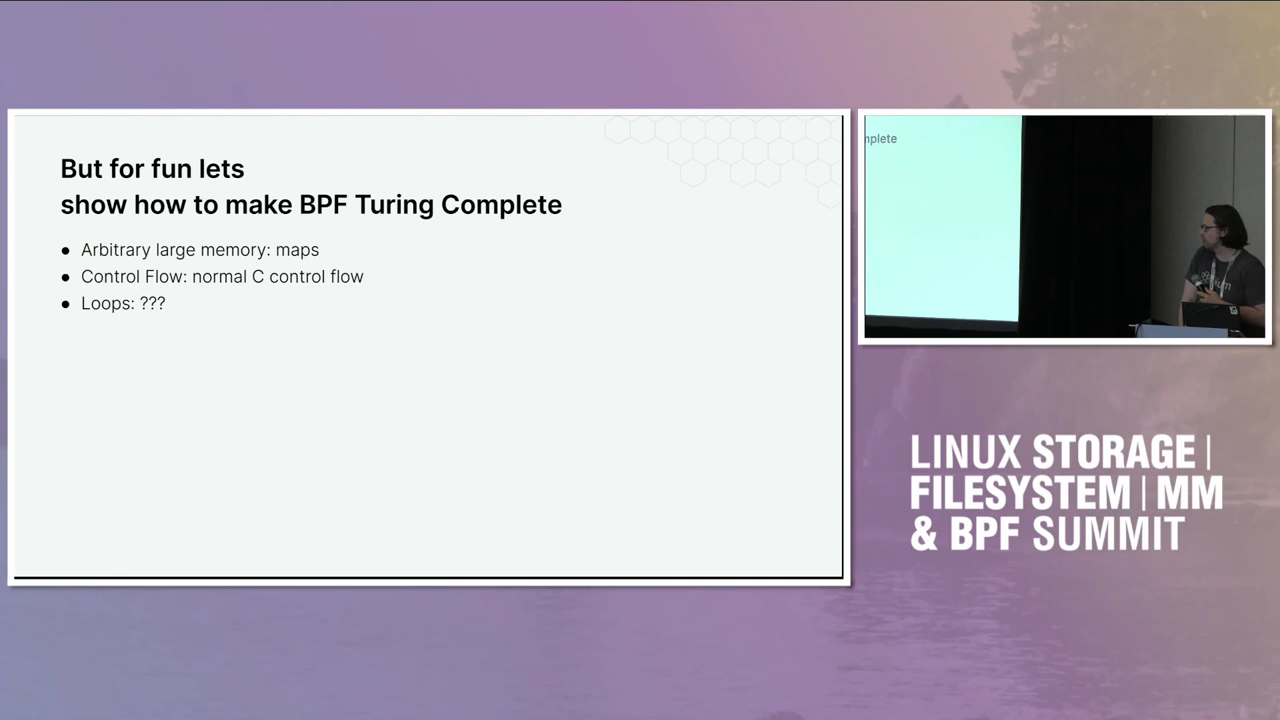 But for fun lets
show how to make BPF Turing Complete
● Arbitrary large memory: maps
● Control Flow: normal C control flow
● Loops: ???
nplete
LINUX STORAGE |
FILESYSTEM | MM
& BPF SUMMIT